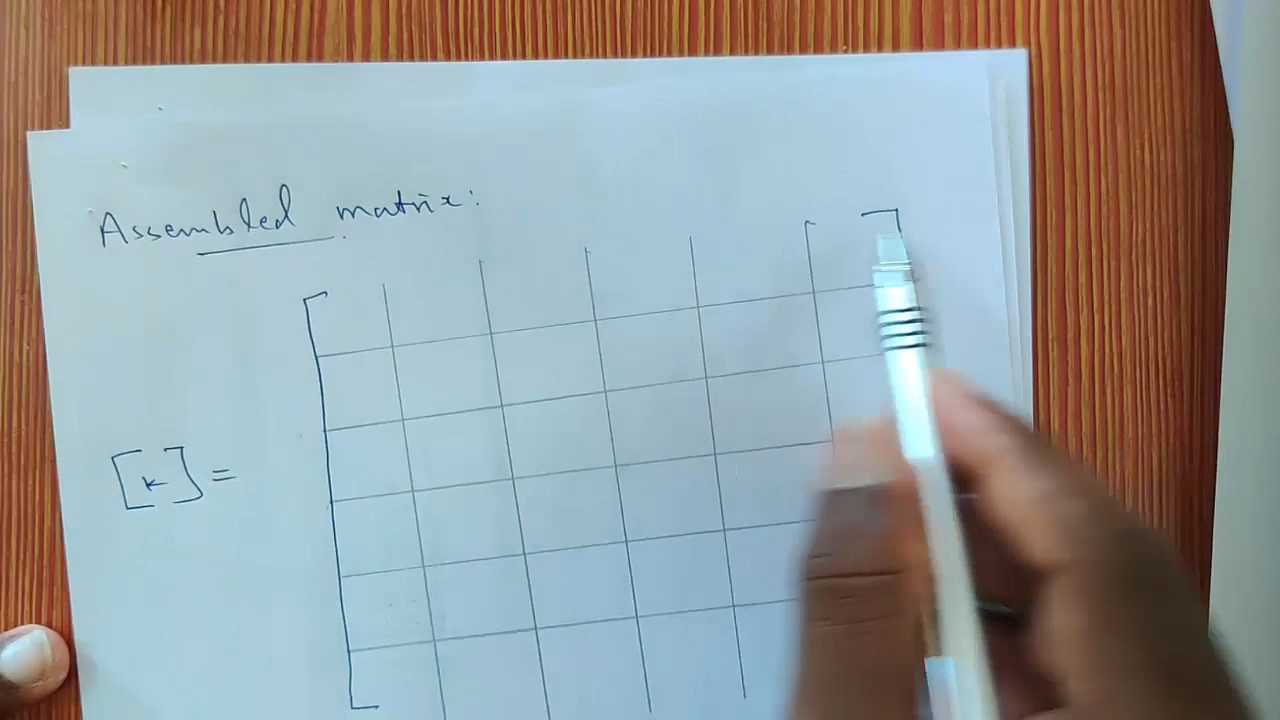 Assembled matrix:
[K] =